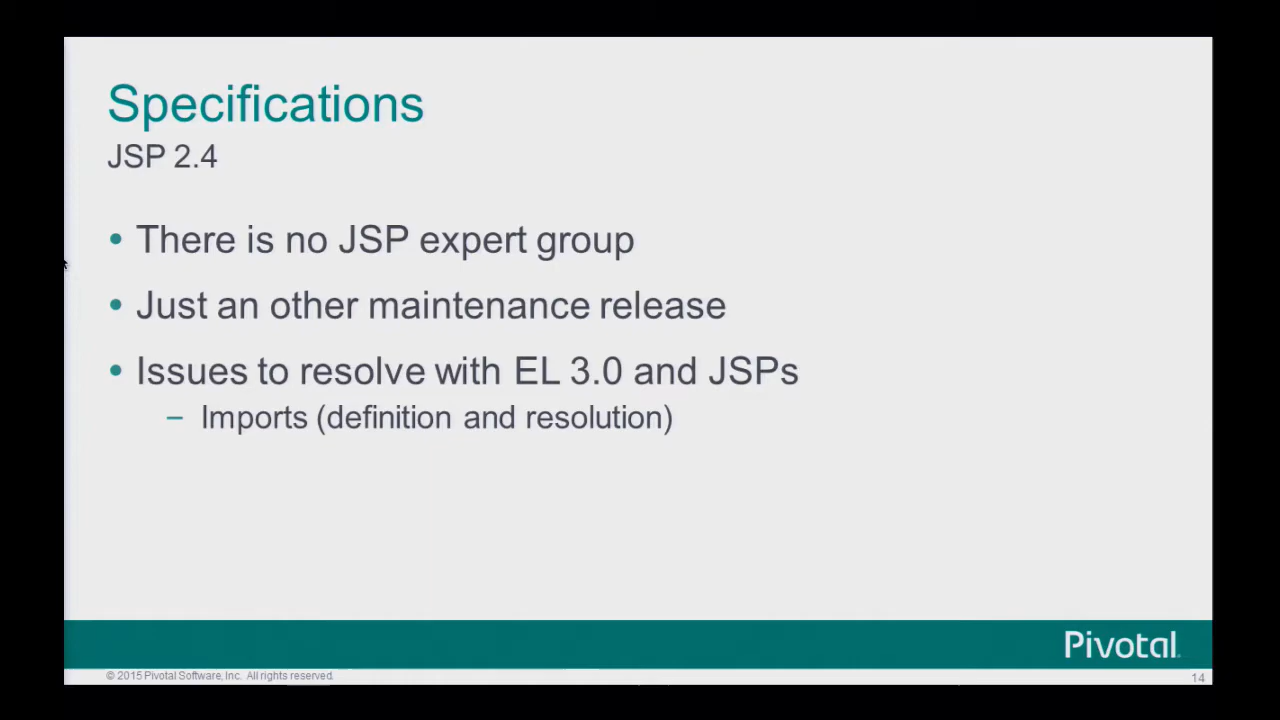 Specifications
JSP 2.4
• There is no JSP expert group
• Just an other maintenance release
• Issues to resolve with EL 3.0 and JSPs
– Imports (definition and resolution)
Pivotal
© 2015 Pivotal Software, Inc. All rights reserved.
14